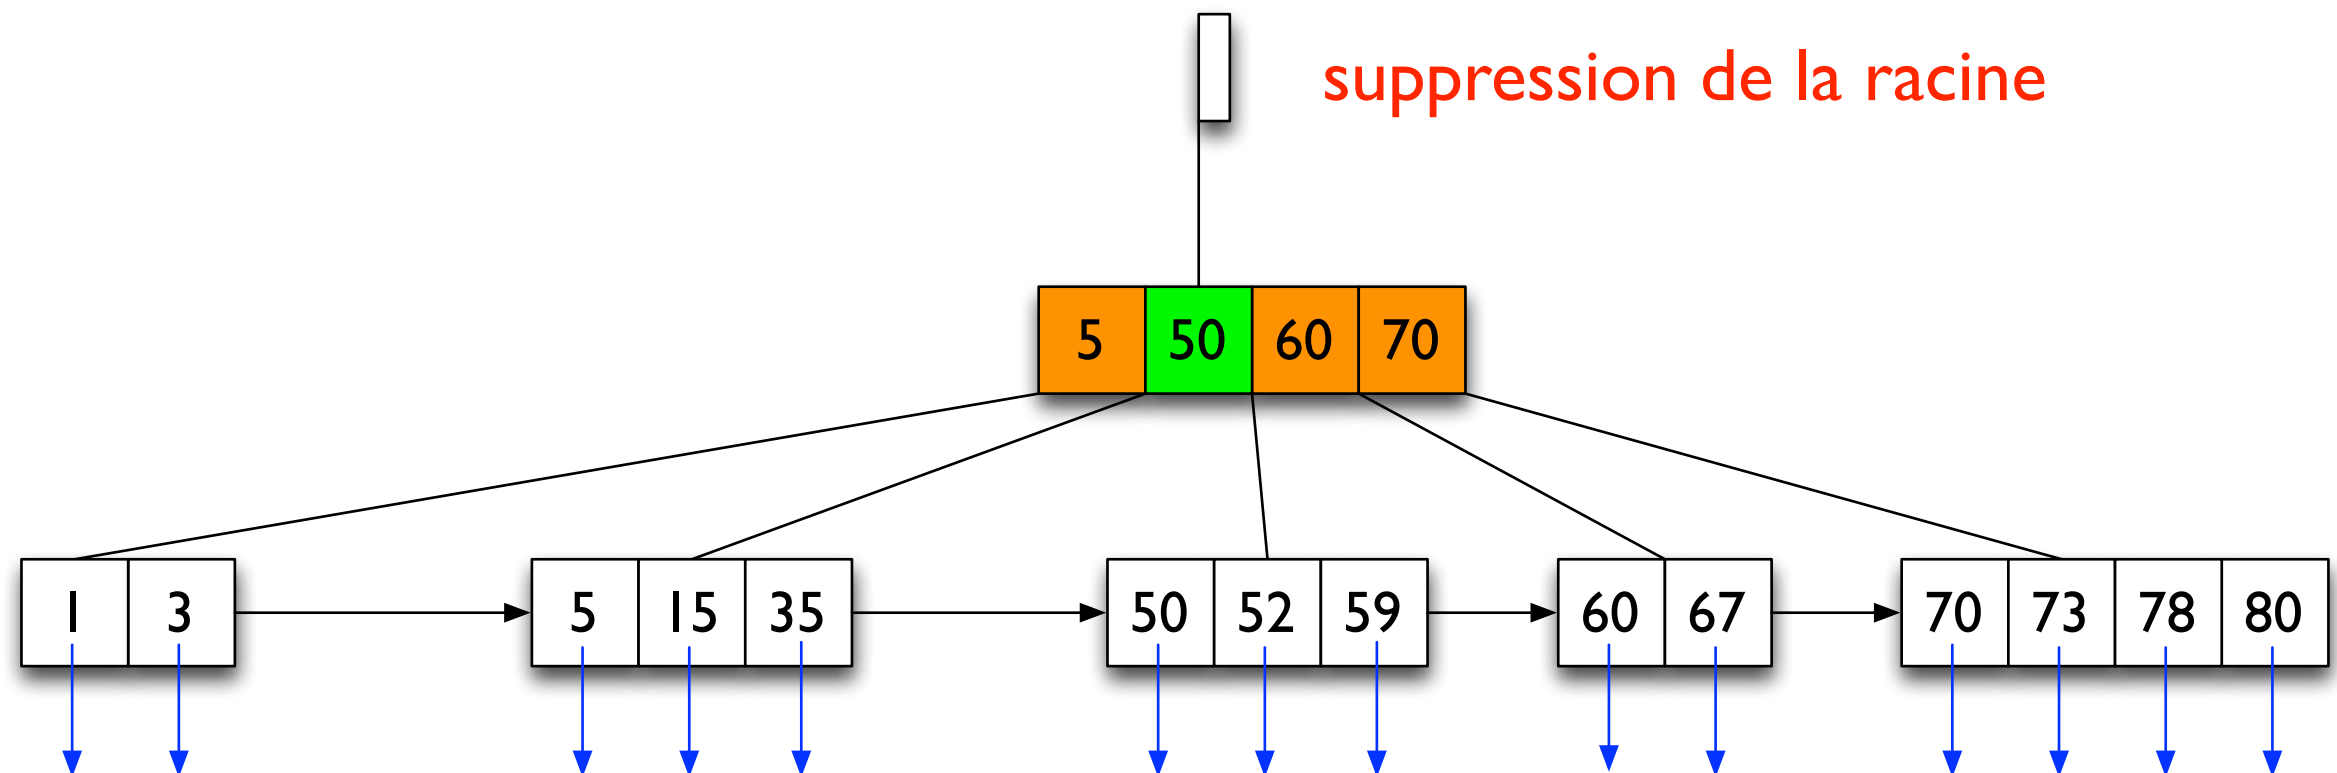 suppression de la racine
5 50 60 70
1 3 5 15 35 50 52 59 60 67 70 73 78 80